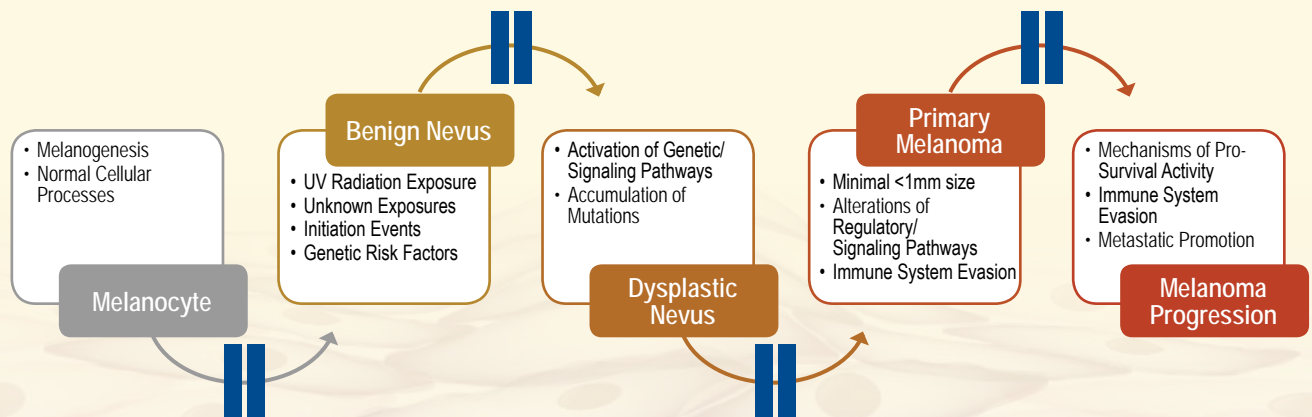 • Melanogenesis
• Normal Cellular
Processes
Melanocyte
Benign Nevus
• UV Radiation Exposure
• Unknown Exposures
• Initiation Events
• Genetic Risk Factors
• Activation of Genetic/
Signaling Pathways
• Accumulation of
Mutations
Dysplastic
Nevus
Primary
Melanoma
• Minimal <1mm size
• Alterations of
Regulatory/
Signaling Pathways
• Immune System Evasion
• Mechanisms of Pro-
Survival Activity
• Immune System
Evasion
• Metastatic Promotion
Melanoma
Progression